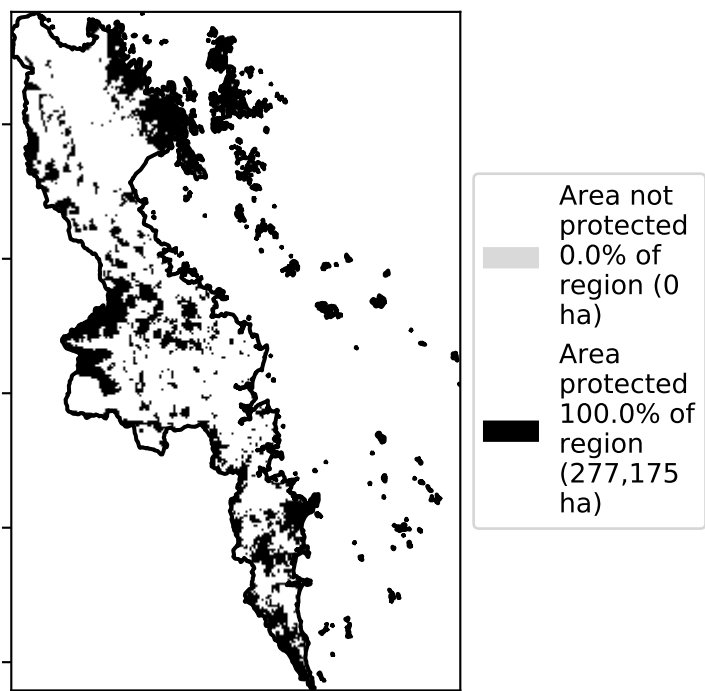 Area not
protected
0.0% of
region (0
ha)
Area
protected
100.0% of
region
(277,175
ha)